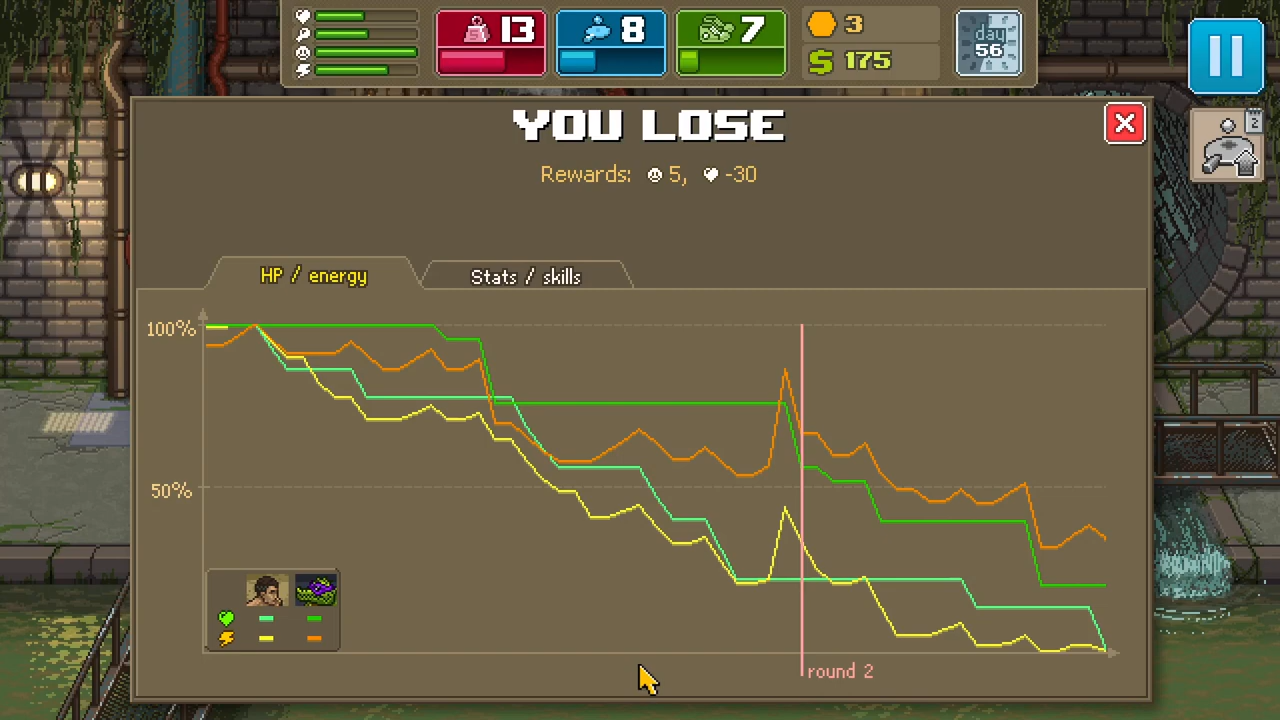 13
8
7
3
$ 175
day
56
2
YOU LOSE
Rewards: 5, -30
HP / energy
Stats / skills
100%
50%
round 2